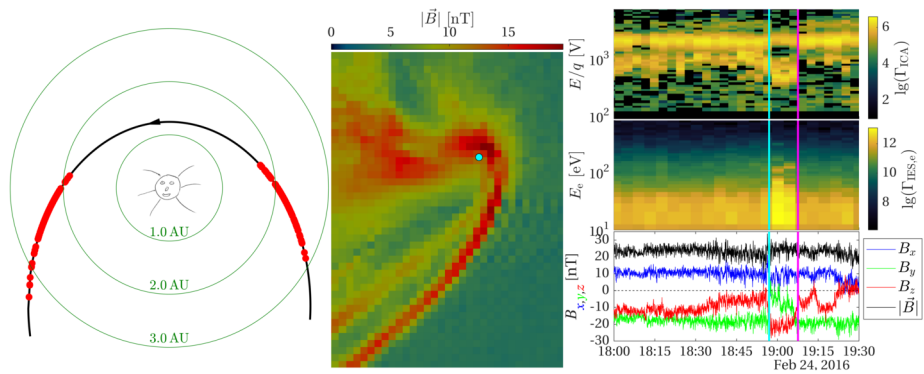 1.0 AU
2.0 AU
3.0 AU
|B⃗| [nT]
0 5 10 15
E/q [V]
10³
10²
lg(Γ_ICA)
6
4
2
E_e [eV]
10²
10¹
lg(Γ_IES,e)
12
10
8
B_x,y,z [nT]
30
20
10
0
-10
-20
-30
18:00 18:15 18:30 18:45 19:00 19:15 19:30
Feb 24, 2016
B_x
B_y
B_z
|B⃗|